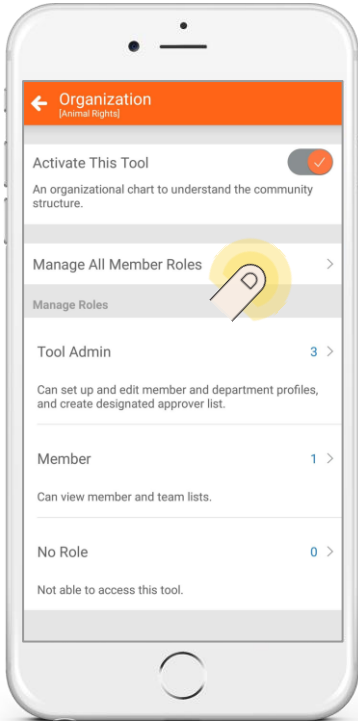 Organization
[Animal Rights]
Activate This Tool
An organizational chart to understand the community
structure.
Manage All Member Roles
Manage Roles
Tool Admin 3
Can set up and edit member and department profiles,
and create designated approver list.
Member 1
Can view member and team lists.
No Role 0
Not able to access this tool.